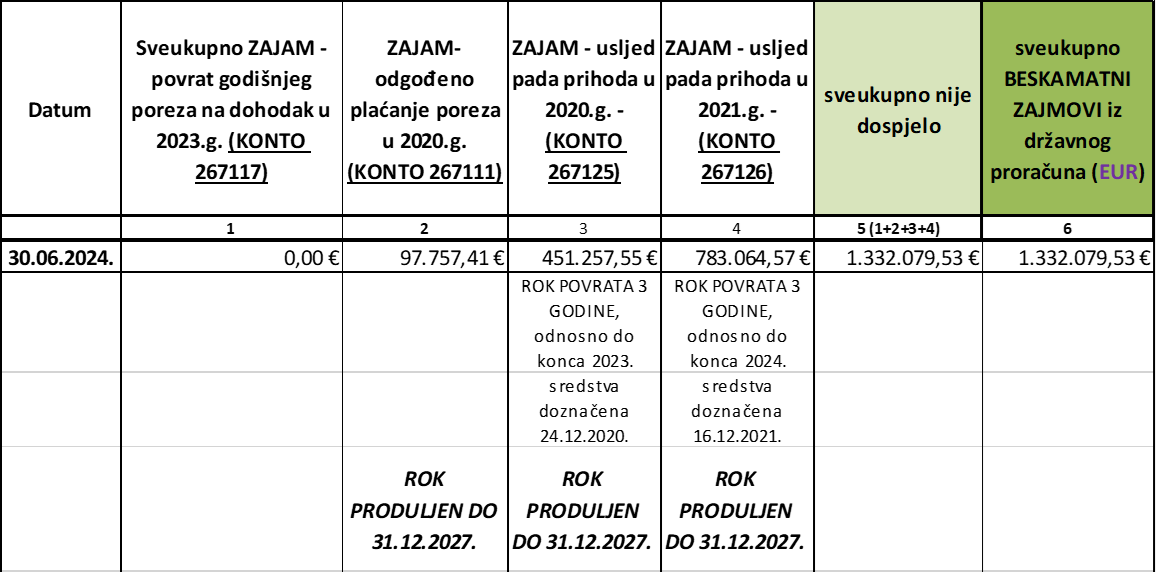 Datum
Sveukupno ZAJAM -
povrat godišnjeg
poreza na dohodak u
2023.g. (KONTO
267117)
ZAJAM-
odgođeno
plaćanje poreza
u 2020.g.
(KONTO 267111)
ZAJAM - usljed
pada prihoda u
2020.g. -
(KONTO
267125)
ZAJAM - usljed
pada prihoda u
2021.g. -
(KONTO
267126)
sveukupno nije
dospjelo
sveukupno
BESKAMATNI
ZAJMOVI iz
državnog
proračuna (EUR)
1 2 3 4 5 (1+2+3+4) 6
30.06.2024. 0,00 € 97.757,41 € 451.257,55 € 783.064,57 € 1.332.079,53 € 1.332.079,53 €
ROK POVRATA 3
GODINE,
odnosno do
konca 2023.
ROK POVRATA 3
GODINE,
odnosno do
konca 2024.
sredstva
doznačena
24.12.2020.
sredstva
doznačena
16.12.2021.
ROK
PRODULJEN DO
31.12.2027.
ROK
PRODULJEN
DO 31.12.2027.
ROK
PRODULJEN
DO 31.12.2027.